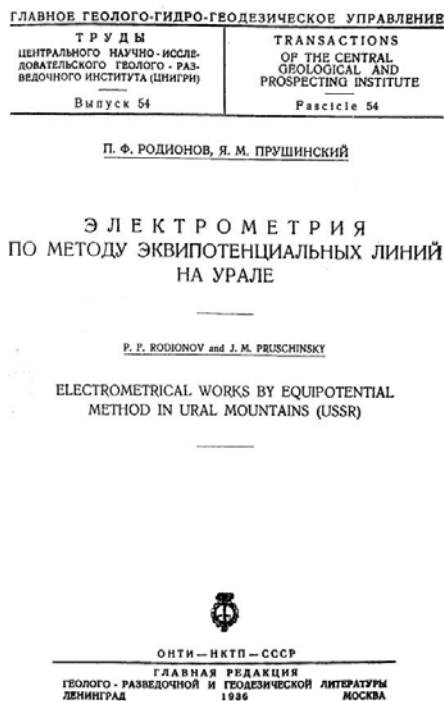 ГЛАВНОЕ ГЕОЛОГО-ГИДРО-ГЕОДЕЗИЧЕСКОЕ УПРАВЛЕНИЕ
ТРУДЫ
ЦЕНТРАЛЬНОГО НАУЧНО-ИССЛЕ-
ДОВАТЕЛЬСКОГО ГЕОЛОГО-РАЗ-
ВЕДОЧНОГО ИНСТИТУТА (ЦНИГРИ)
Выпуск 54
TRANSACTIONS
OF THE CENTRAL
GEOLOGICAL AND
PROSPECTING INSTITUTE
Fascicle 54
П. Ф. РОДИОНОВ, Я. М. ПРУШИНСКИЙ
ЭЛЕКТРОМЕТРИЯ
ПО МЕТОДУ ЭКВИПОТЕНЦИАЛЬНЫХ ЛИНИЙ
НА УРАЛЕ
P. F. RODIONOV and J. M. PRUSCHINSKY
ELECTROMETRICAL WORKS BY EQUIPOTENTIAL
METHOD IN URAL MOUNTAINS (USSR)
ОНТИ—НКТП—СССР
ГЛАВНАЯ РЕДАКЦИЯ
ГЕОЛОГО-РАЗВЕДОЧНОЙ И ГЕОДЕЗИЧЕСКОЙ ЛИТЕРАТУРЫ
ЛЕНИНГРАД 1936 МОСКВА